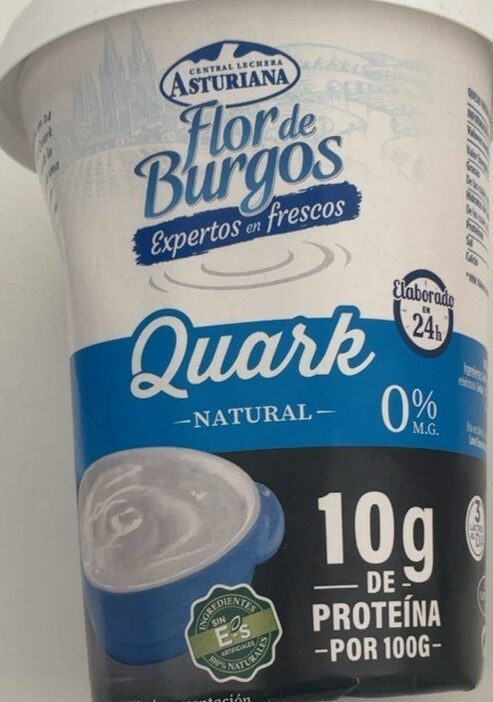 CENTRAL LECHERA
ASTURIANA
Flor de
Burgos
Expertos en frescos
Elaborado
EN
24h
Quark
NATURAL
0%
M.G.
10g
DE
PROTEÍNA
POR 100G
INGREDIENTES
SIN
E-s
ARTIFICIALES
100% NATURALES